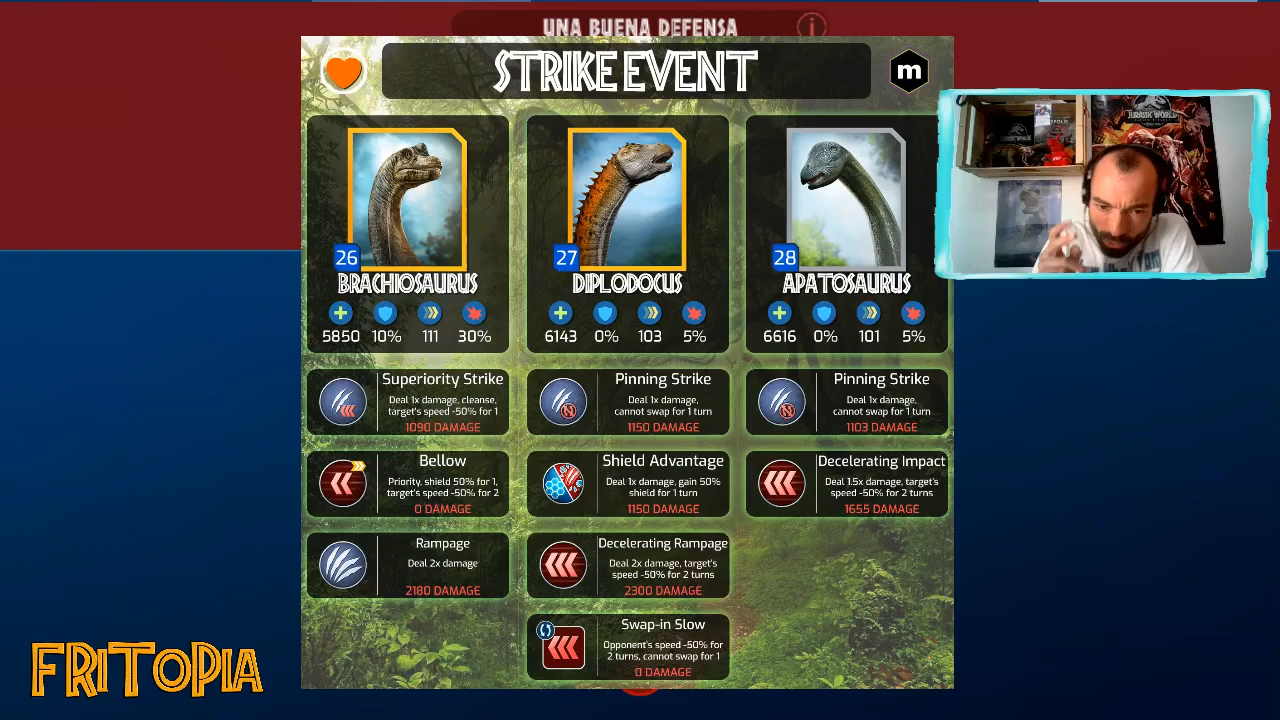 UNA BUENA DEFENSA
i
STRIKE EVENT
m
26
BRACHIOSAURUS
5850 10% 111 30%
Superiority Strike
Deal 1x damage, cleanse,
target's speed -50% for 1
1090 DAMAGE
Bellow
Priority, shield 50% for 1,
target's speed -50% for 2
0 DAMAGE
Rampage
Deal 2x damage
2180 DAMAGE
27
DIPLODOCUS
6143 0% 103 5%
Pinning Strike
Deal 1x damage,
cannot swap for 1 turn
1150 DAMAGE
Shield Advantage
Deal 1x damage, gain 50%
shield for 1 turn
1150 DAMAGE
Decelerating Rampage
Deal 2x damage, target's
speed -50% for 2 turns
2300 DAMAGE
Swap-in Slow
Opponent's speed -50% for
2 turns, cannot swap for 1
0 DAMAGE
28
APATOSAURUS
6616 0% 101 5%
N
Pinning Strike
Deal 1x damage,
cannot swap for 1 turn
1103 DAMAGE
Decelerating Impact
Deal 1.5x damage, target's
speed -50% for 2 turns
1655 DAMAGE
JURASSIC WORLD
FRITOPIA